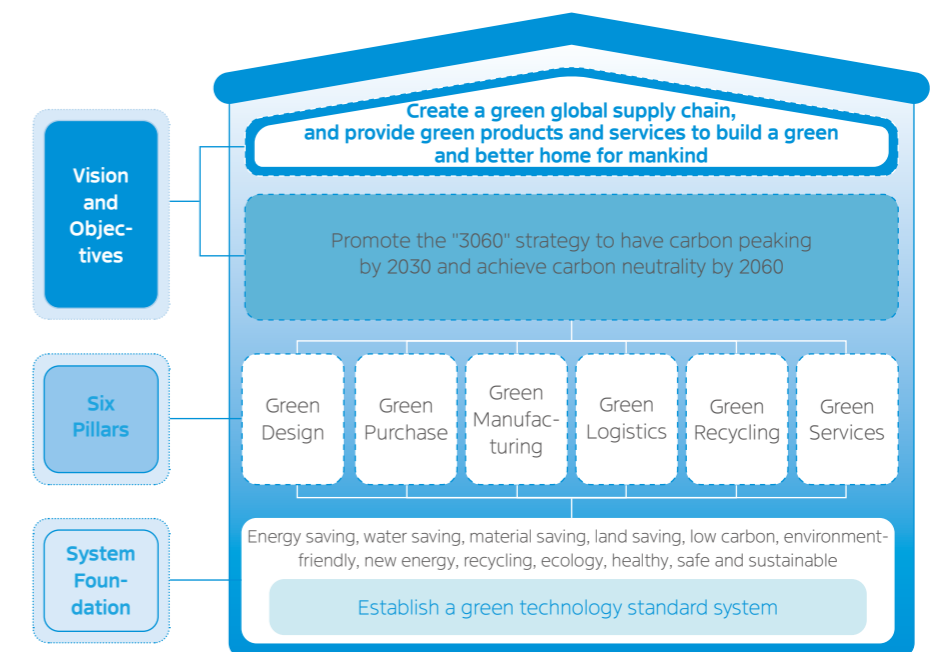 Vision
and
Objec-
tives
Create a green global supply chain,
and provide green products and services to build a green
and better home for mankind
Promote the "3060" strategy to have carbon peaking
by 2030 and achieve carbon neutrality by 2060
Six
Pillars
Green
Design
Green
Purchase
Green
Manufac-
turing
Green
Logistics
Green
Recycling
Green
Services
System
Foun-
dation
Energy saving, water saving, material saving, land saving, low carbon, environment-
friendly, new energy, recycling, ecology, healthy, safe and sustainable
Establish a green technology standard system